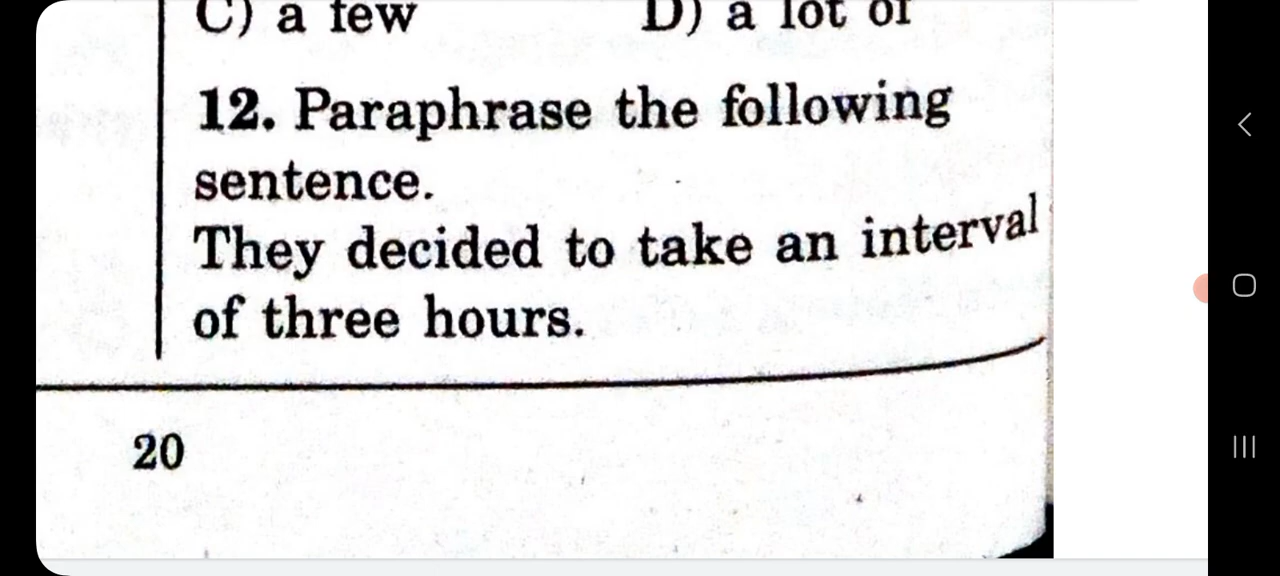 C) a few D) a lot of
12. Paraphrase the following
sentence.
They decided to take an interval
of three hours.
20